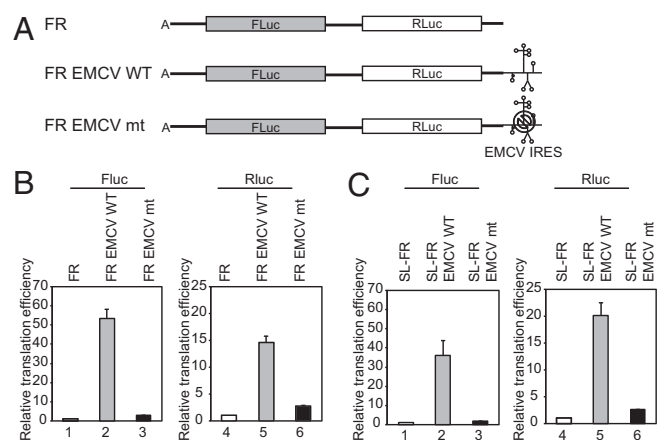 A
FR
A
FLuc
RLuc
FR EMCV WT
A
FLuc
RLuc
FR EMCV mt
A
FLuc
RLuc
EMCV IRES
B
Fluc
Rluc
FR
FR EMCV WT
FR EMCV mt
FR
FR EMCV WT
FR EMCV mt
Relative translation efficiency
70
60
50
40
30
20
10
0
1
2
3
Relative translation efficiency
25
20
15
10
5
0
4
5
6
C
Fluc
Rluc
SL-FR
SL-FR
EMCV WT
SL-FR
EMCV mt
SL-FR
SL-FR
EMCV WT
SL-FR
EMCV mt
Relative translation efficiency
70
60
50
40
30
20
10
0
1
2
3
Relative translation efficiency
25
20
15
10
5
0
4
5
6